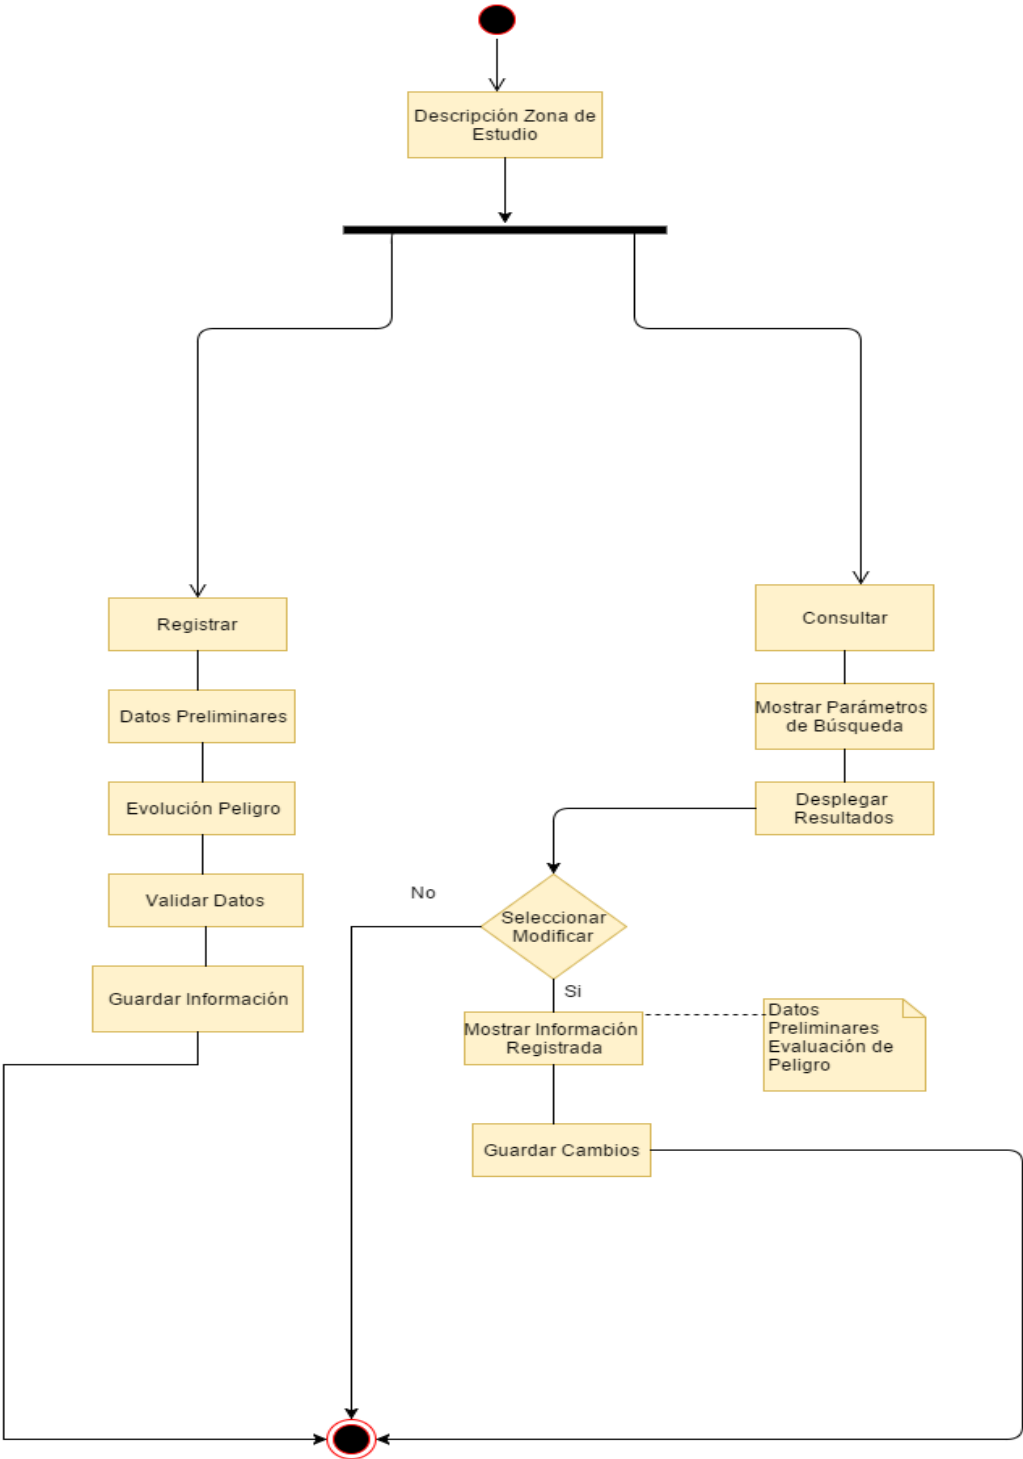 Descripción Zona de
Estudio
Registrar
Datos Preliminares
Evolución Peligro
Validar Datos
Guardar Información
Consultar
Mostrar Parámetros
de Búsqueda
Desplegar
Resultados
No
Seleccionar
Modificar
Si
Mostrar Información
Registrada
Datos
Preliminares
Evaluación de
Peligro
Guardar Cambios